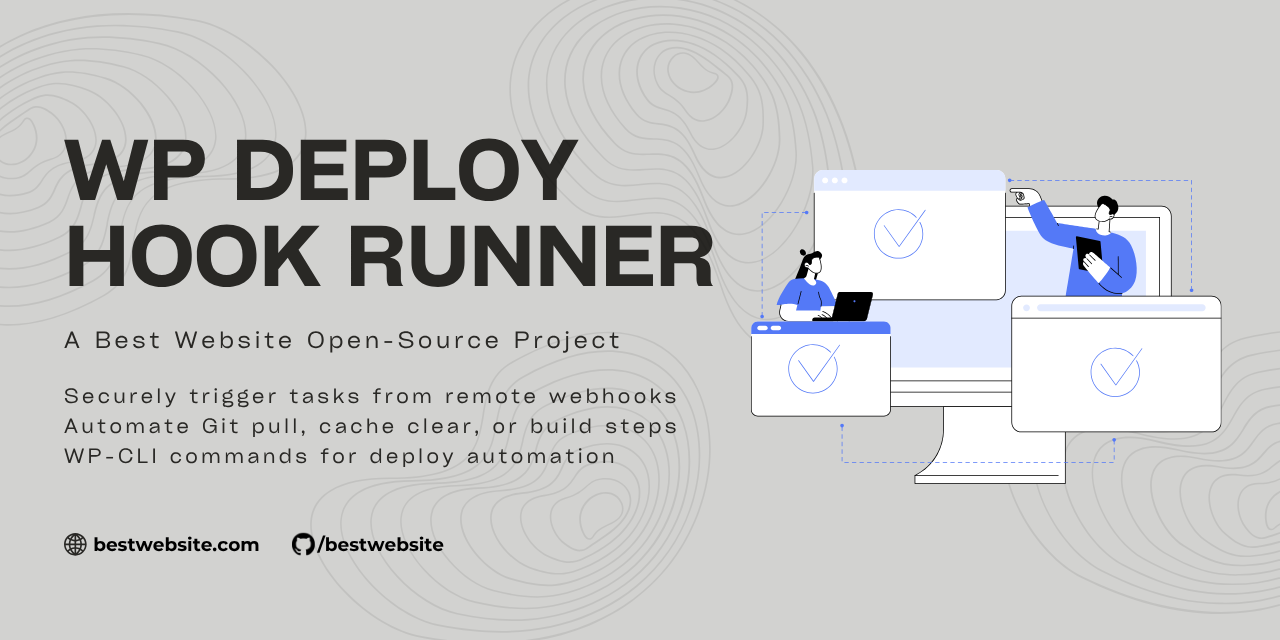 WP DEPLOY
HOOK RUNNER
A Best Website Open-Source Project
Securely trigger tasks from remote webhooks
Automate Git pull, cache clear, or build steps
WP-CLI commands for deploy automation
bestwebsite.com /bestwebsite